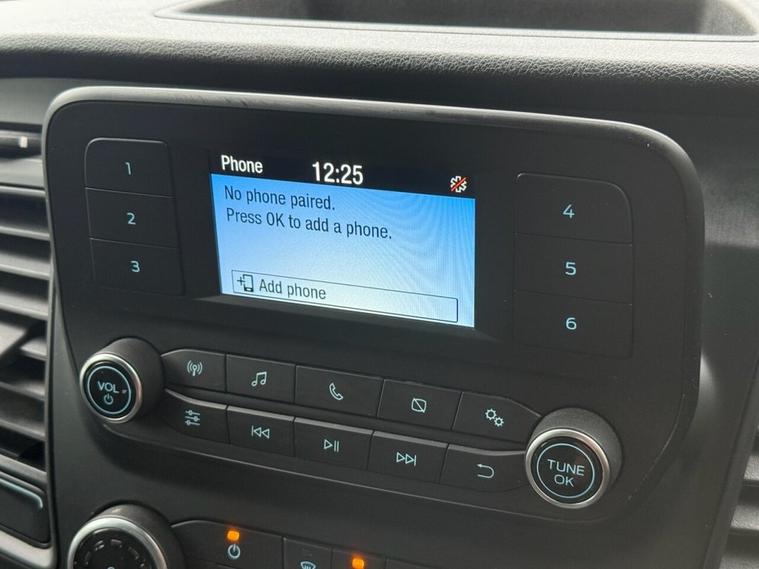 Phone 12:25
No phone paired.
Press OK to add a phone.
Add phone
1
2
3
4
5
6
VOL
TUNE
OK